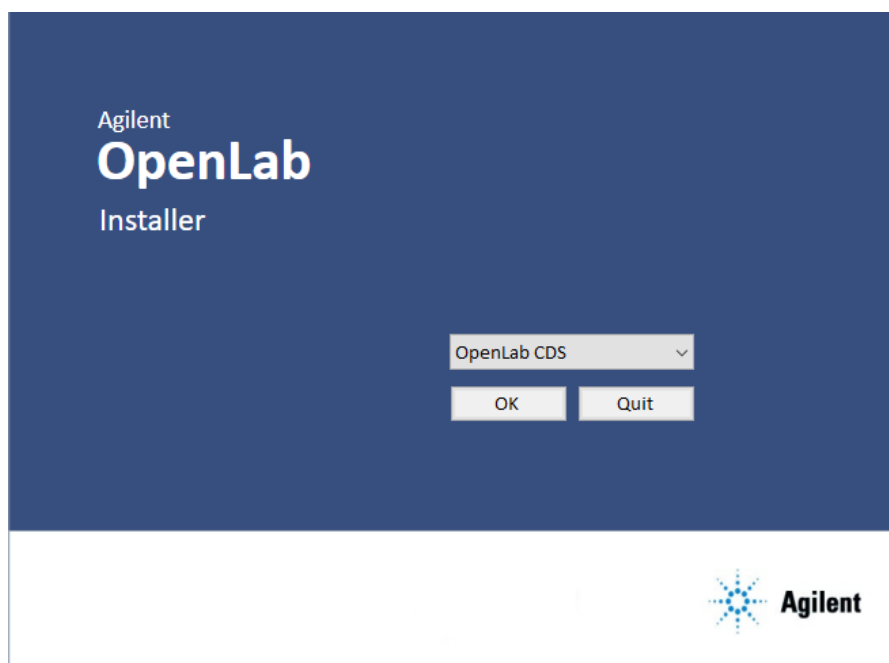 Agilent
OpenLab
Installer
OpenLab CDS
OK Quit
Agilent